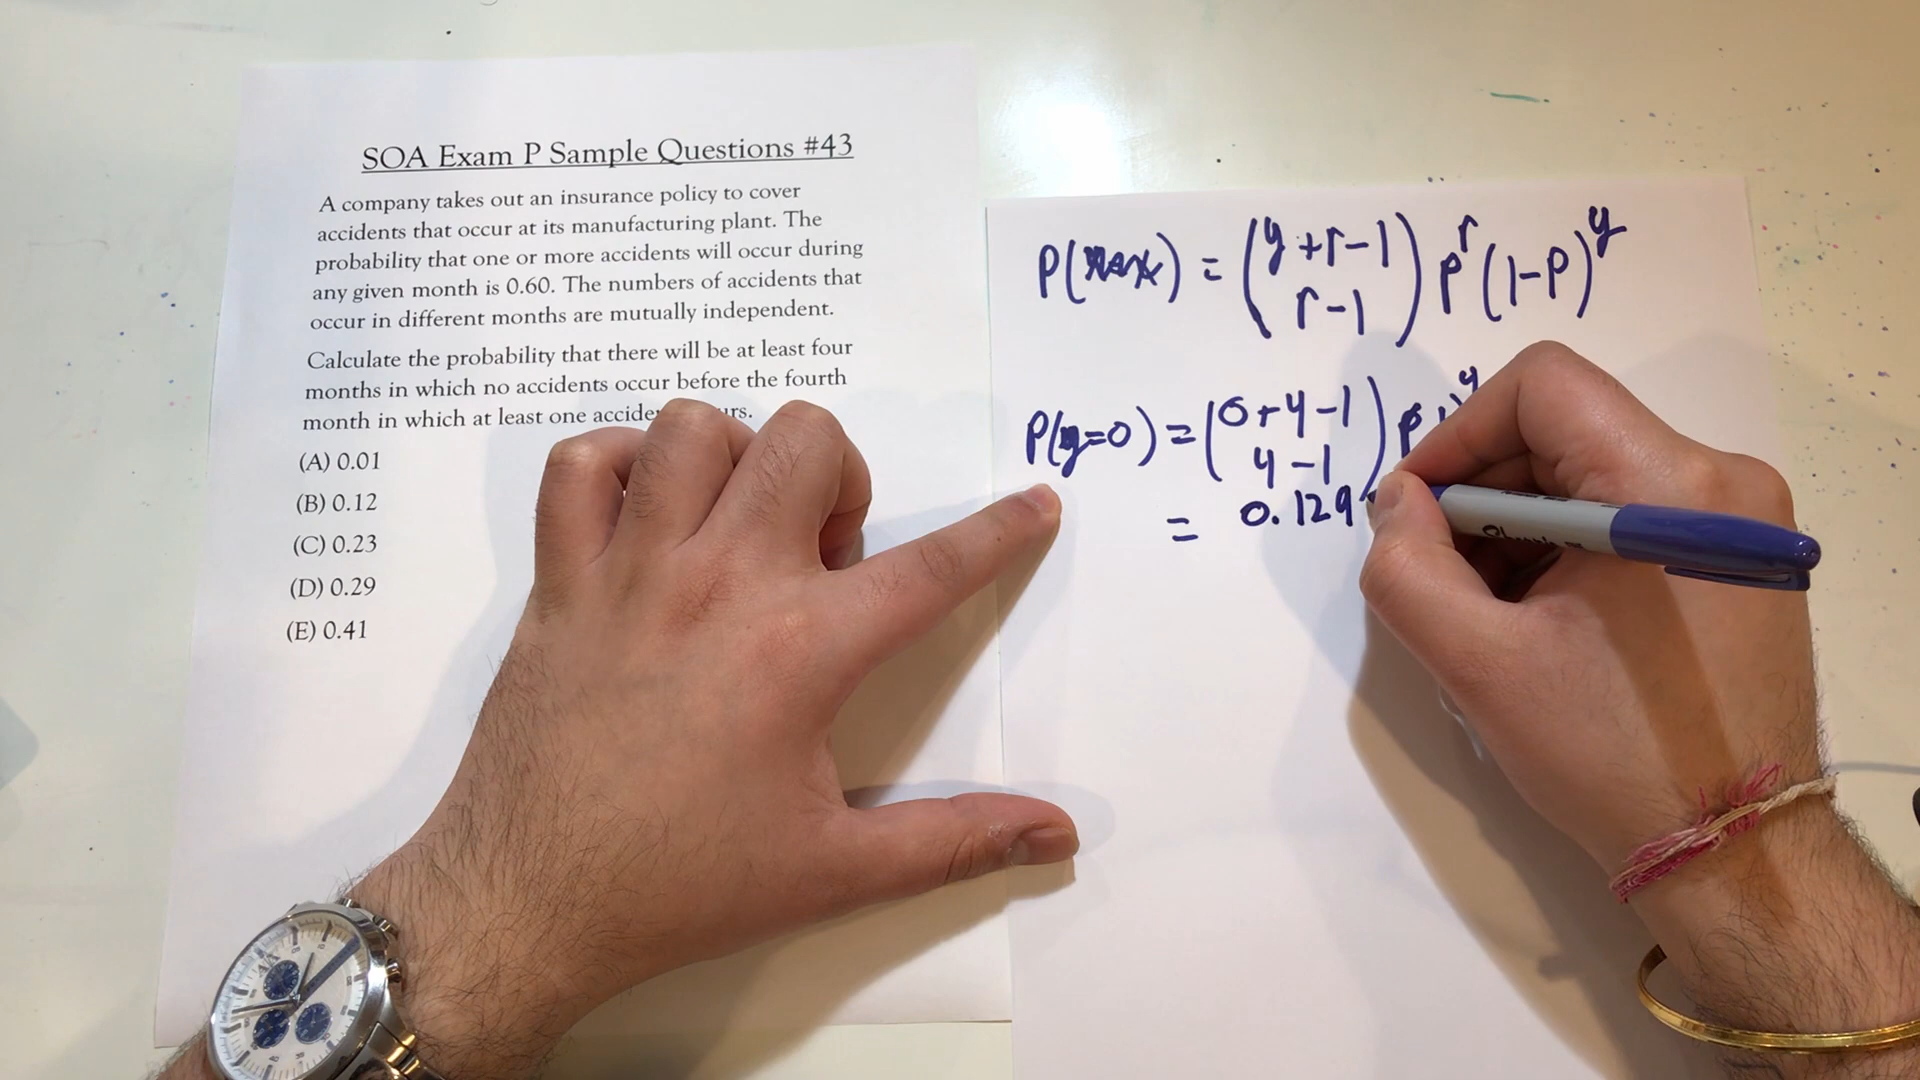 SOA Exam P Sample Questions #43
A company takes out an insurance policy to cover
accidents that occur at its manufacturing plant. The
probability that one or more accidents will occur during
any given month is 0.60. The numbers of accidents that
occur in different months are mutually independent.
Calculate the probability that there will be at least four
months in which no accidents occur before the fourth
month in which at least one
(A) 0.01
(B) 0.12
(C) 0.23
(D) 0.29
(E) 0.41
P( ) = (y+r-1
r-1) p^r (1-p)^y
P(y=0) = (0+4-1
4-1) p
= 0.129